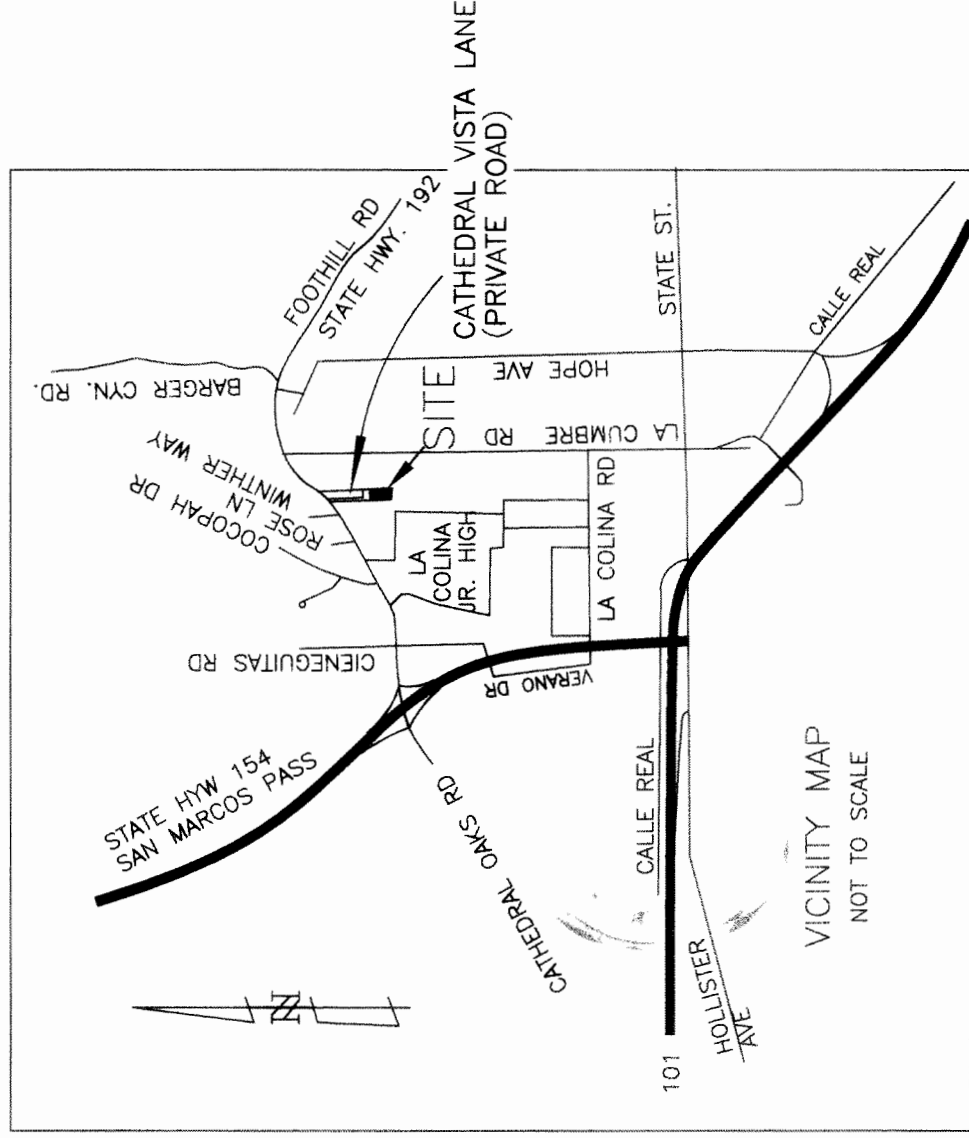 CATHEDRAL VISTA LANE
(PRIVATE ROAD)
FOOTHILL RD
STATE HWY. 192
BARGER CYN. RD.
WINTHER WAY
ROSE LN
COCOPAH DR
SITE
HOPE AVE
LA CUMBRE RD
STATE ST.
CALLE REAL
LA
COLINA
JR. HIGH
LA COLINA RD
CIENEGUITAS RD
VERANO DR
STATE HYW 154
SAN MARCOS PASS
CATHEDRAL OAKS RD
CALLE REAL
HOLLISTER
AVE
101
N
VICINITY MAP
NOT TO SCALE